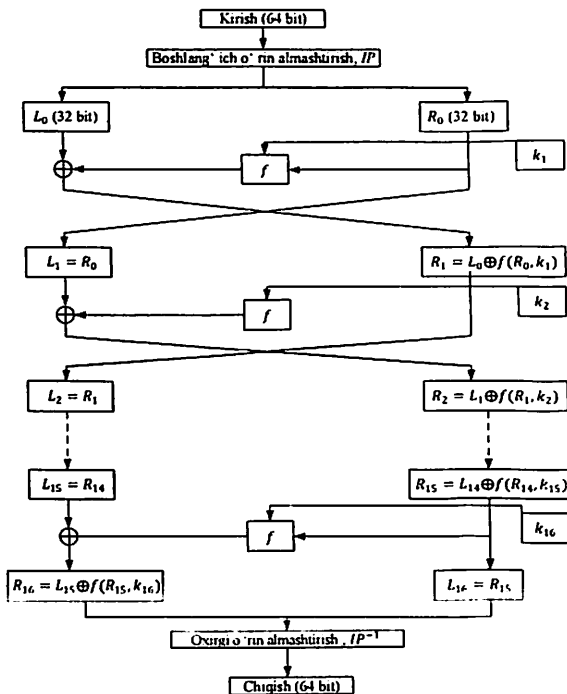 Kirish (64 bit)
Boshlang‘ich o‘rin almashtirish, IP
L₀ (32 bit)
R₀ (32 bit)
f
k₁
L₁ = R₀
R₁ = L₀⊕f(R₀, k₁)
f
k₂
L₂ = R₁
R₂ = L₁⊕f(R₁, k₂)
L₁₅ = R₁₄
R₁₅ = L₁₄⊕f(R₁₄, k₁₅)
f
k₁₆
R₁₆ = L₁₅⊕f(R₁₅, k₁₆)
L₁₆ = R₁₅
Oxirgi o‘rin almashtirish, IP⁻¹
Chiqish (64 bit)